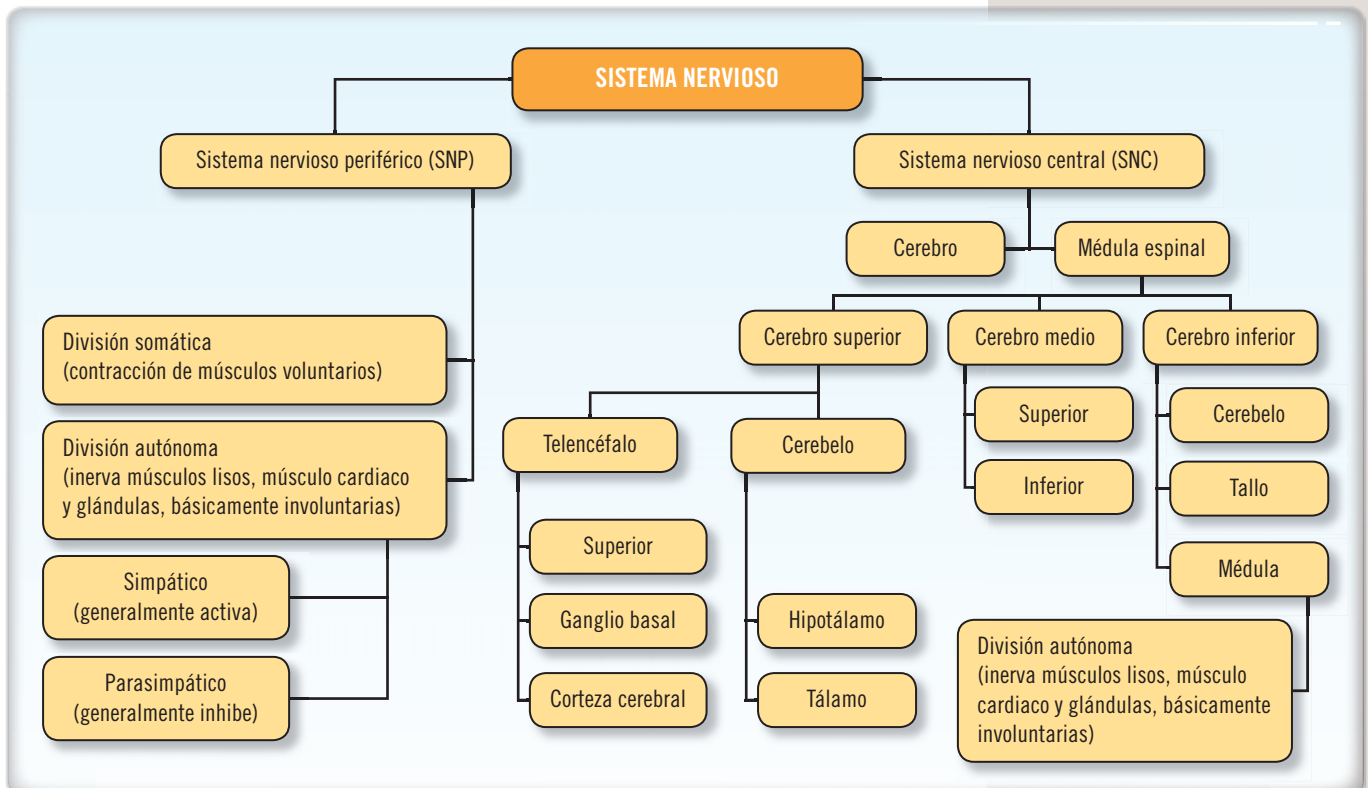 SISTEMA NERVIOSO
Sistema nervioso periférico (SNP)
Sistema nervioso central (SNC)
Cerebro
Médula espinal
División somática
(contracción de músculos voluntarios)
División autónoma
(inerva músculos lisos, músculo cardiaco
y glándulas, básicamente involuntarias)
Simpático
(generalmente activa)
Parasimpático
(generalmente inhibe)
Cerebro superior
Cerebro medio
Cerebro inferior
Telencéfalo
Cerebelo
Superior
Ganglio basal
Corteza cerebral
Hipotálamo
Tálamo
Superior
Inferior
Cerebelo
Tallo
Médula
División autónoma
(inerva músculos lisos, músculo
cardiaco y glándulas, básicamente
involuntarias)